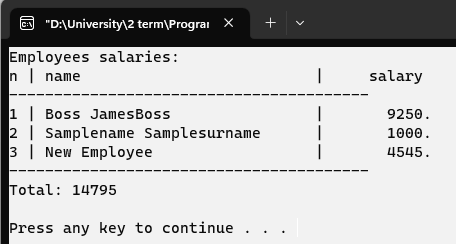 "D:\University\2 term\Progran
Employees salaries:
n | name                          |     salary
----------------------------------------
1 | Boss JamesBoss                |       9250.
2 | Samplename Samplesurname      |       1000.
3 | New Employee                  |       4545.
----------------------------------------
Total: 14795
Press any key to continue . . .